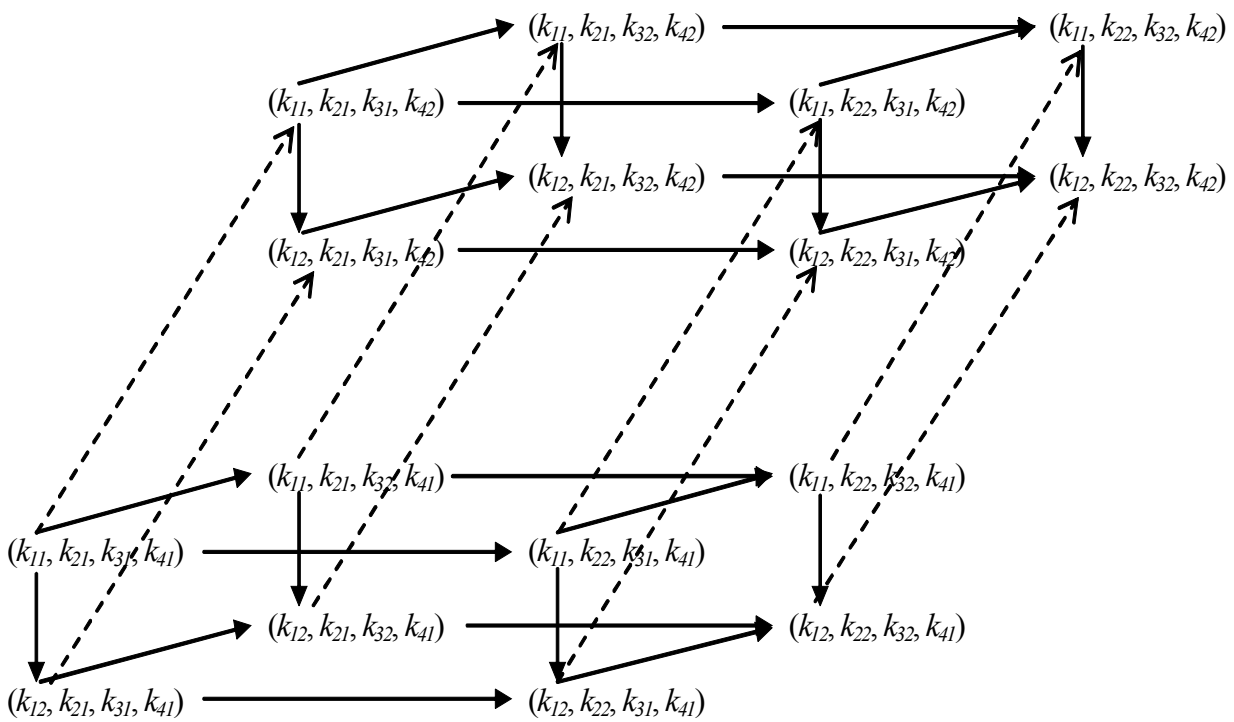 (k11, k21, k32, k42) (k11, k22, k32, k42)
(k11, k21, k31, k42) (k11, k22, k31, k42)
(k12, k21, k32, k42) (k12, k22, k32, k42)
(k12, k21, k31, k42) (k12, k22, k31, k42)
(k11, k21, k32, k41) (k11, k22, k32, k41)
(k11, k21, k31, k41) (k11, k22, k31, k41)
(k12, k21, k32, k41) (k12, k22, k32, k41)
(k12, k21, k31, k41) (k12, k22, k31, k41)